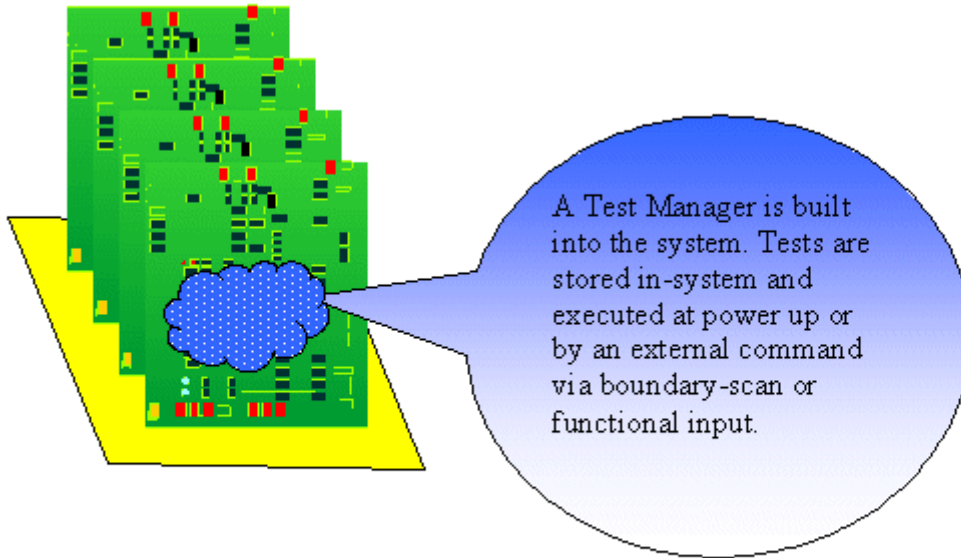 A Test Manager is built
into the system. Tests are
stored in-system and
executed at power up or
by an external command
via boundary-scan or
functional input.